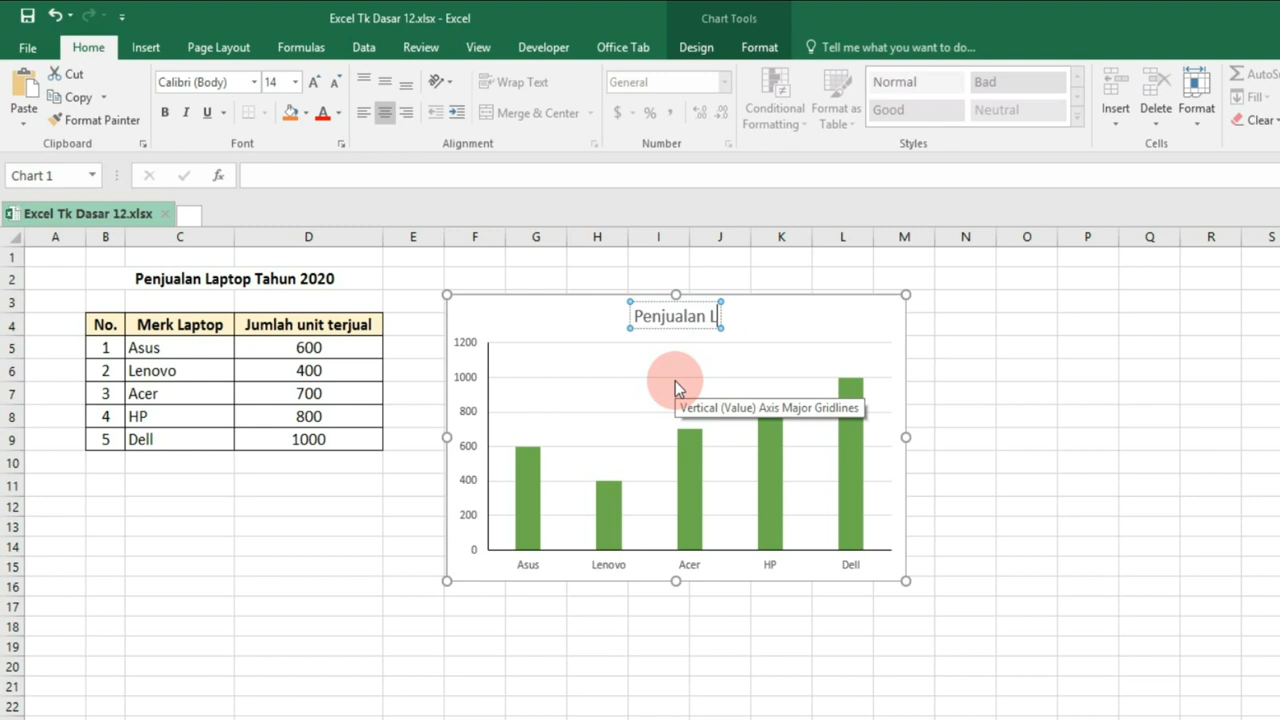 Excel Tk Dasar 12.xlsx - Excel
Chart Tools
File Home Insert Page Layout Formulas Data Review View Developer Office Tab Design Format Tell me what you want to do...
Paste
Cut
Copy
Format Painter
Clipboard
Calibri (Body) 14 A A
B I U A
Font
Wrap Text
Merge & Center
Alignment
General
$ % ,
Number
Conditional Formatting
Format as Table
Normal Bad
Good Neutral
Styles
Insert Delete Format
Cells
AutoS
Fill
Clear
Chart 1 fx
Excel Tk Dasar 12.xlsx
A B C D E F G H I J K L M N O P Q R S
1
2
3
4
5
6
7
8
9
10
11
12
13
14
15
16
17
18
19
20
21
22
Penjualan Laptop Tahun 2020
No. Merk Laptop Jumlah unit terjual
1 Asus 600
2 Lenovo 400
3 Acer 700
4 HP 800
5 Dell 1000
Penjualan L
1200
1000
800
600
400
200
0
Vertical (Value) Axis Major Gridlines
Asus Lenovo Acer HP Dell